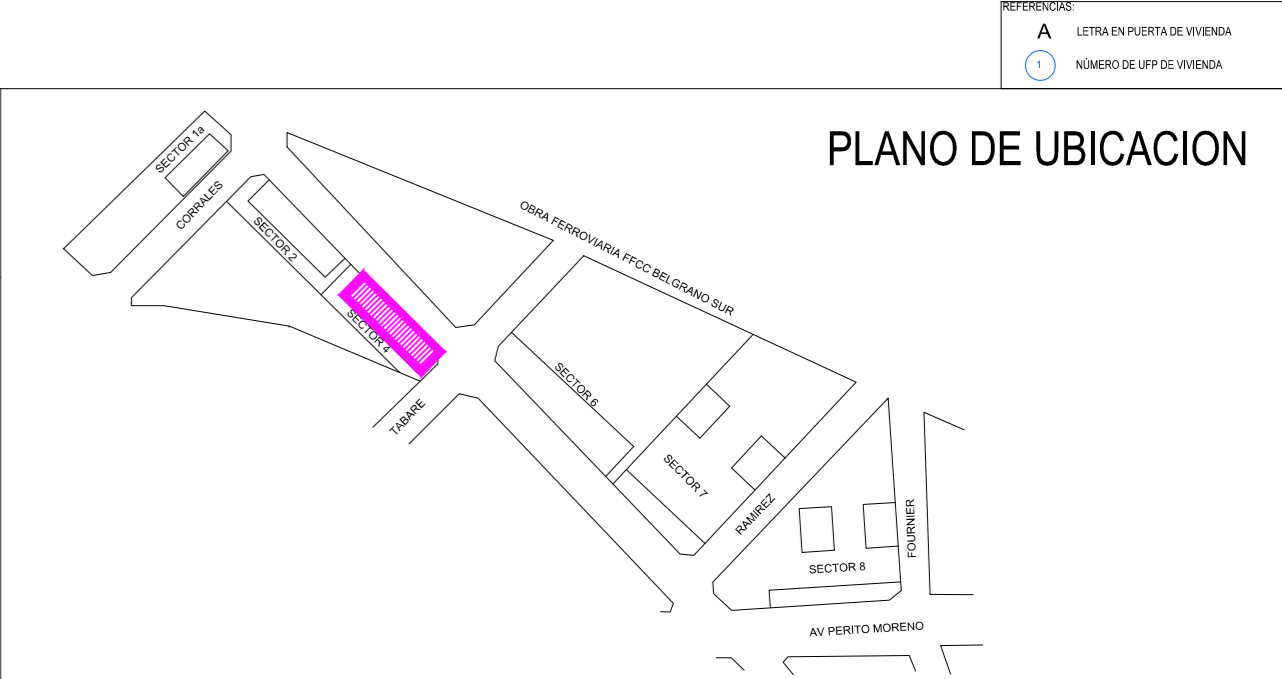 REFERENCIAS:
A LETRA EN PUERTA DE VIVIENDA
1 NÚMERO DE UFP DE VIVIENDA
PLANO DE UBICACION
SECTOR 1a
CORRALES
SECTOR 2
OBRA FERROVIARIA FFCC BELGRANO SUR
SECTOR 4
TABARE
SECTOR 6
SECTOR 7
RAMIREZ
FOURNIER
SECTOR 8
AV PERITO MORENO